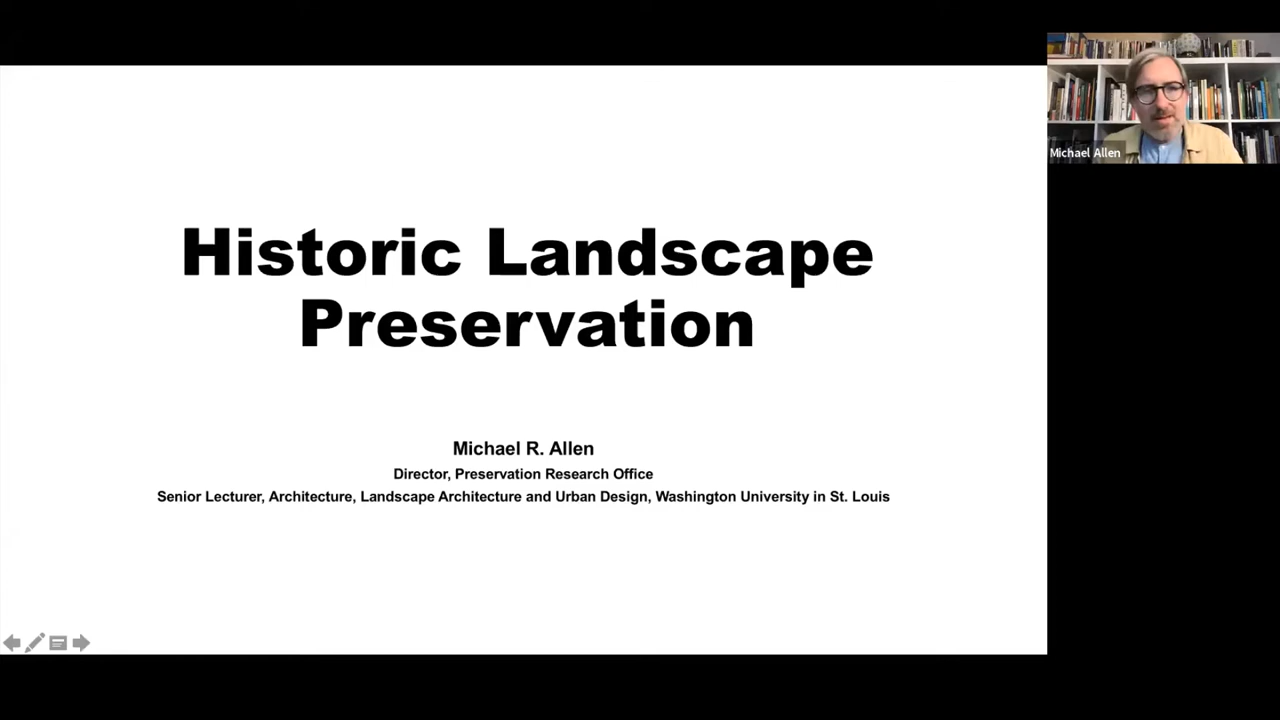 Historic Landscape
Preservation
Michael R. Allen
Director, Preservation Research Office
Senior Lecturer, Architecture, Landscape Architecture and Urban Design, Washington University in St. Louis
Michael Allen